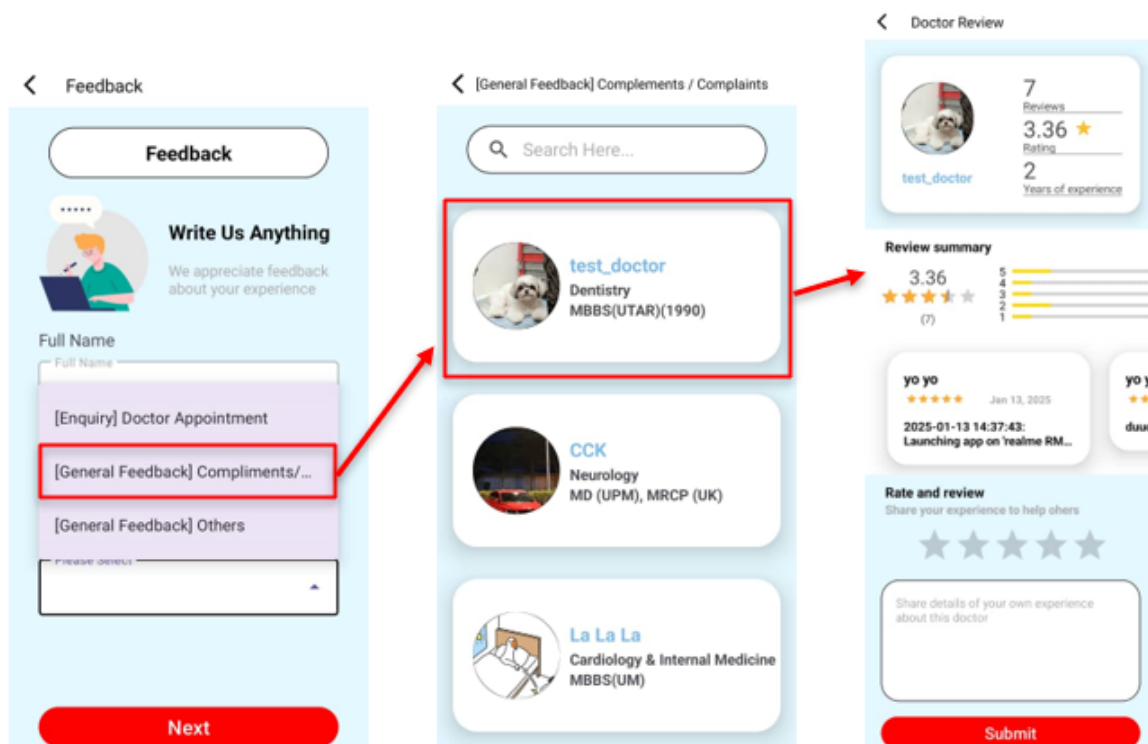 Feedback
Feedback
Write Us Anything
We appreciate feedback
about your experience
Full Name
Full Name
[Enquiry] Doctor Appointment
[General Feedback] Compliments/...
[General Feedback] Others
Please Select
Next
[General Feedback] Complements / Complaints
Search Here...
test_doctor
Dentistry
MBBS(UTAR)(1990)
CCK
Neurology
MD (UPM), MRCP (UK)
La La La
Cardiology & Internal Medicine
MBBS(UM)
Doctor Review
7
Reviews
3.36
Rating
2
Years of experience
test_doctor
Review summary
3.36
(7)
5
4
3
2
1
yo yo
Jan 13, 2025
2025-01-13 14:37:43:
Launching app on 'realme RM...
yo y
duu
Rate and review
Share your experience to help ohers
Share details of your own experience
about this doctor
Submit